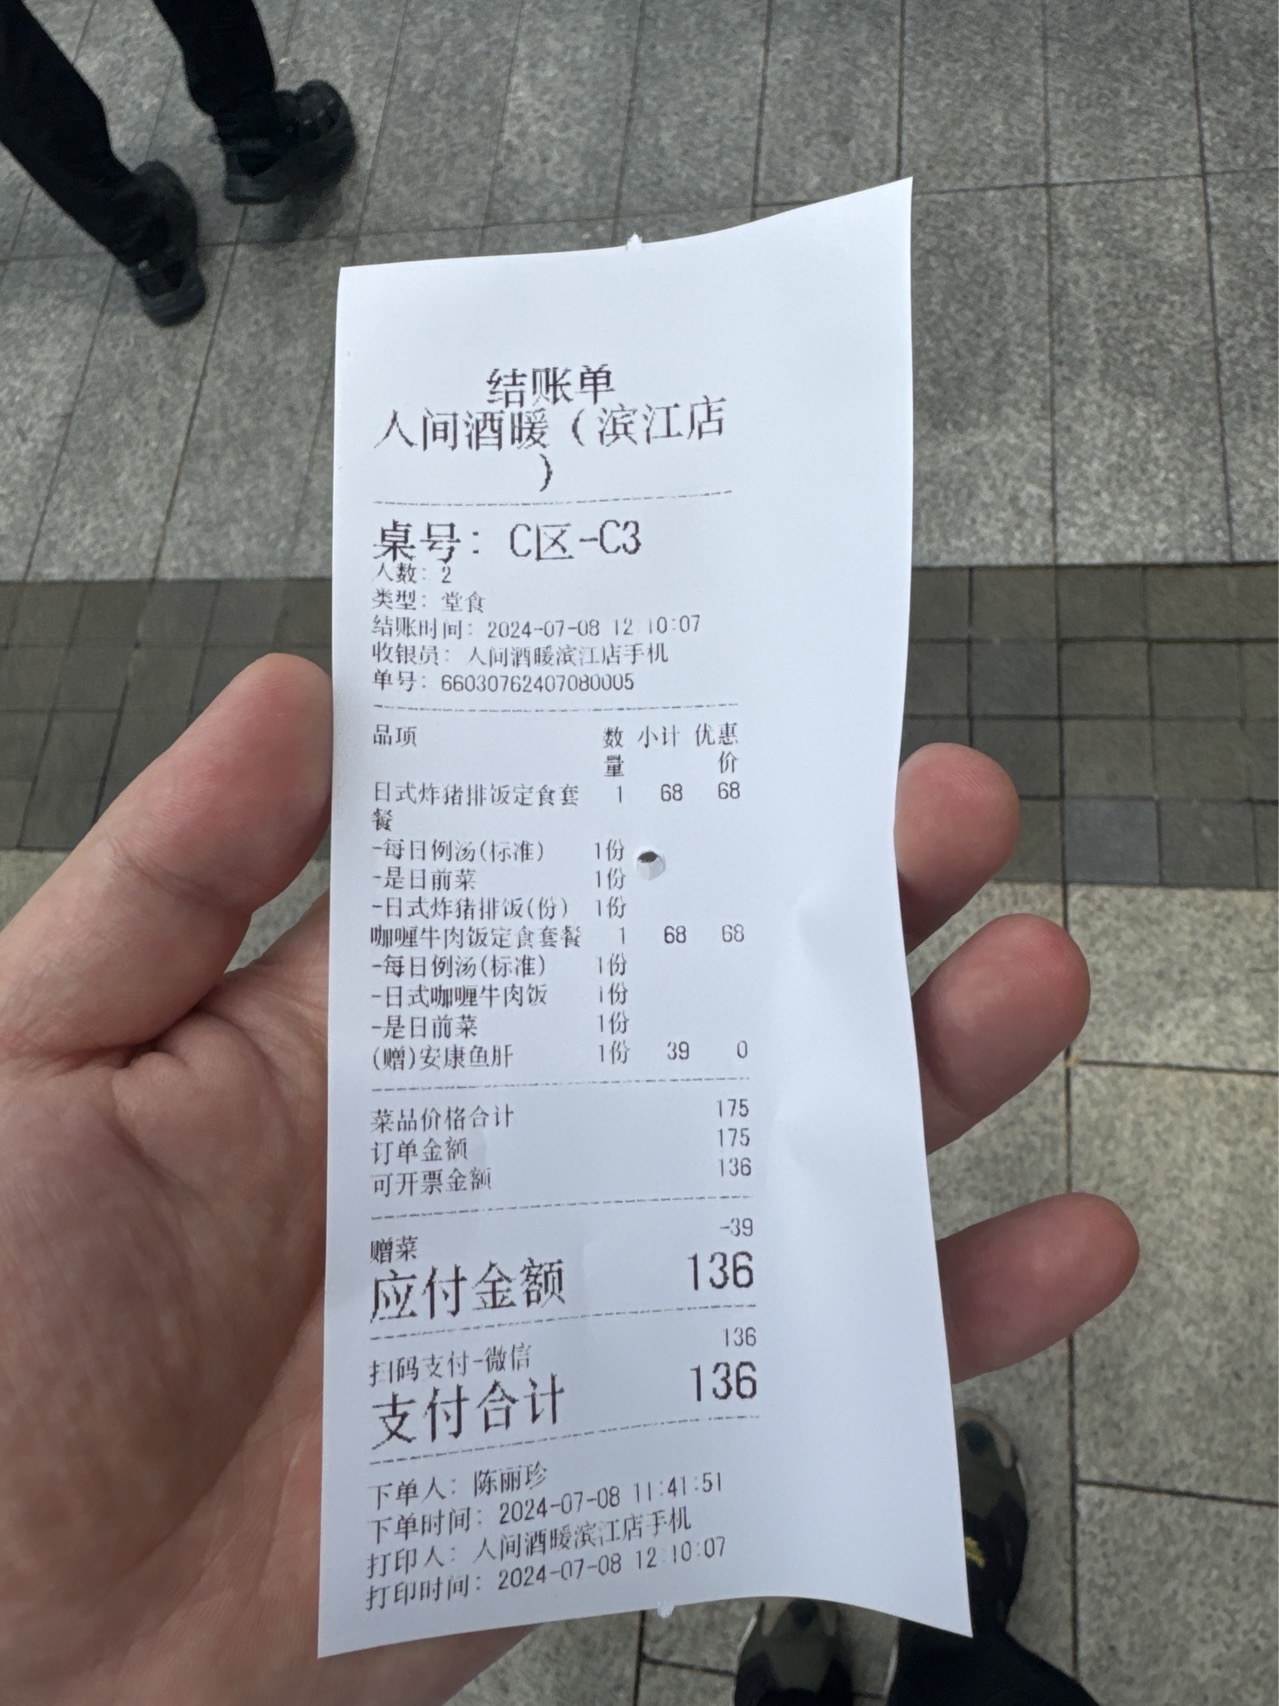 结账单
人间酒暖（滨江店
）
桌号：C区-C3
人数：2
类型：堂食
结账时间：2024-07-08 12:10:07
收银员：人间酒暖滨江店手机
单号：66030762407080005
品项 数 小计 优惠
量 价
日式炸猪排饭定食套 1 68 68
餐
-每日例汤(标准) 1份
-是日前菜 1份
-日式炸猪排饭(份) 1份
咖喱牛肉饭定食套餐 1 68 68
-每日例汤(标准) 1份
-日式咖喱牛肉饭 1份
-是日前菜 1份
(赠)安康鱼肝 1份 39 0
菜品价格合计 175
订单金额 175
可开票金额 136
赠菜 -39
应付金额 136
扫码支付-微信 136
支付合计 136
下单人：陈丽珍
下单时间：2024-07-08 11:41:51
打印人：人间酒暖滨江店手机
打印时间：2024-07-08 12:10:07